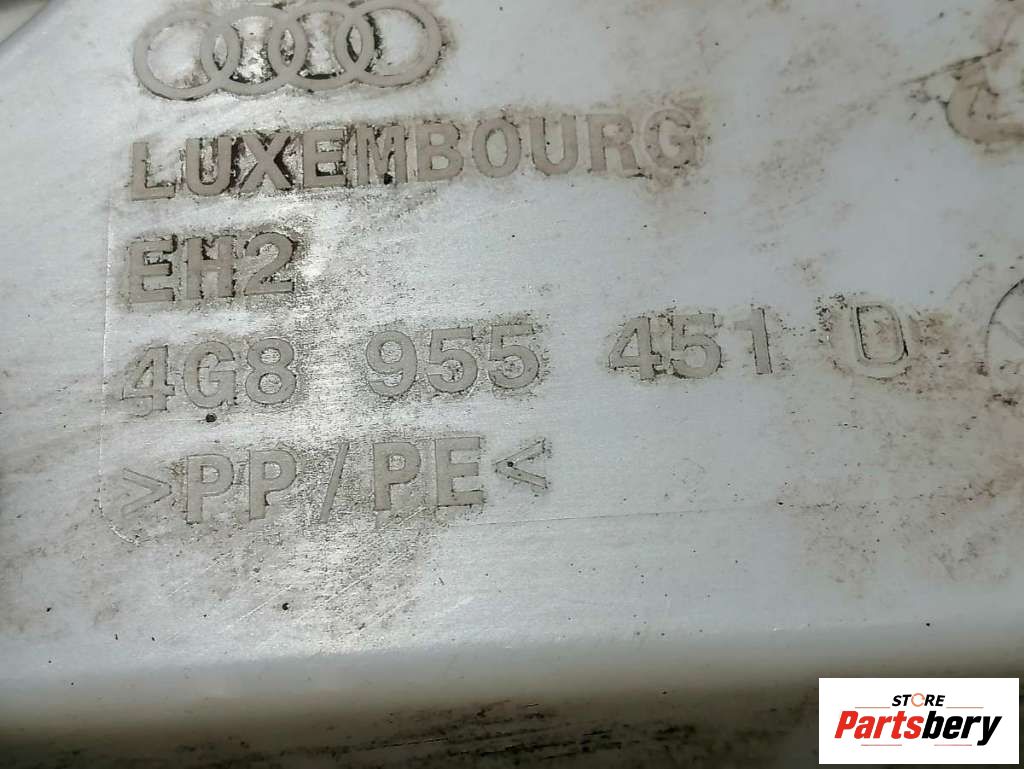 LUXEMBOURG
EH2
4G8 955 451 D
>PP/PE<
STORE
Partsbery